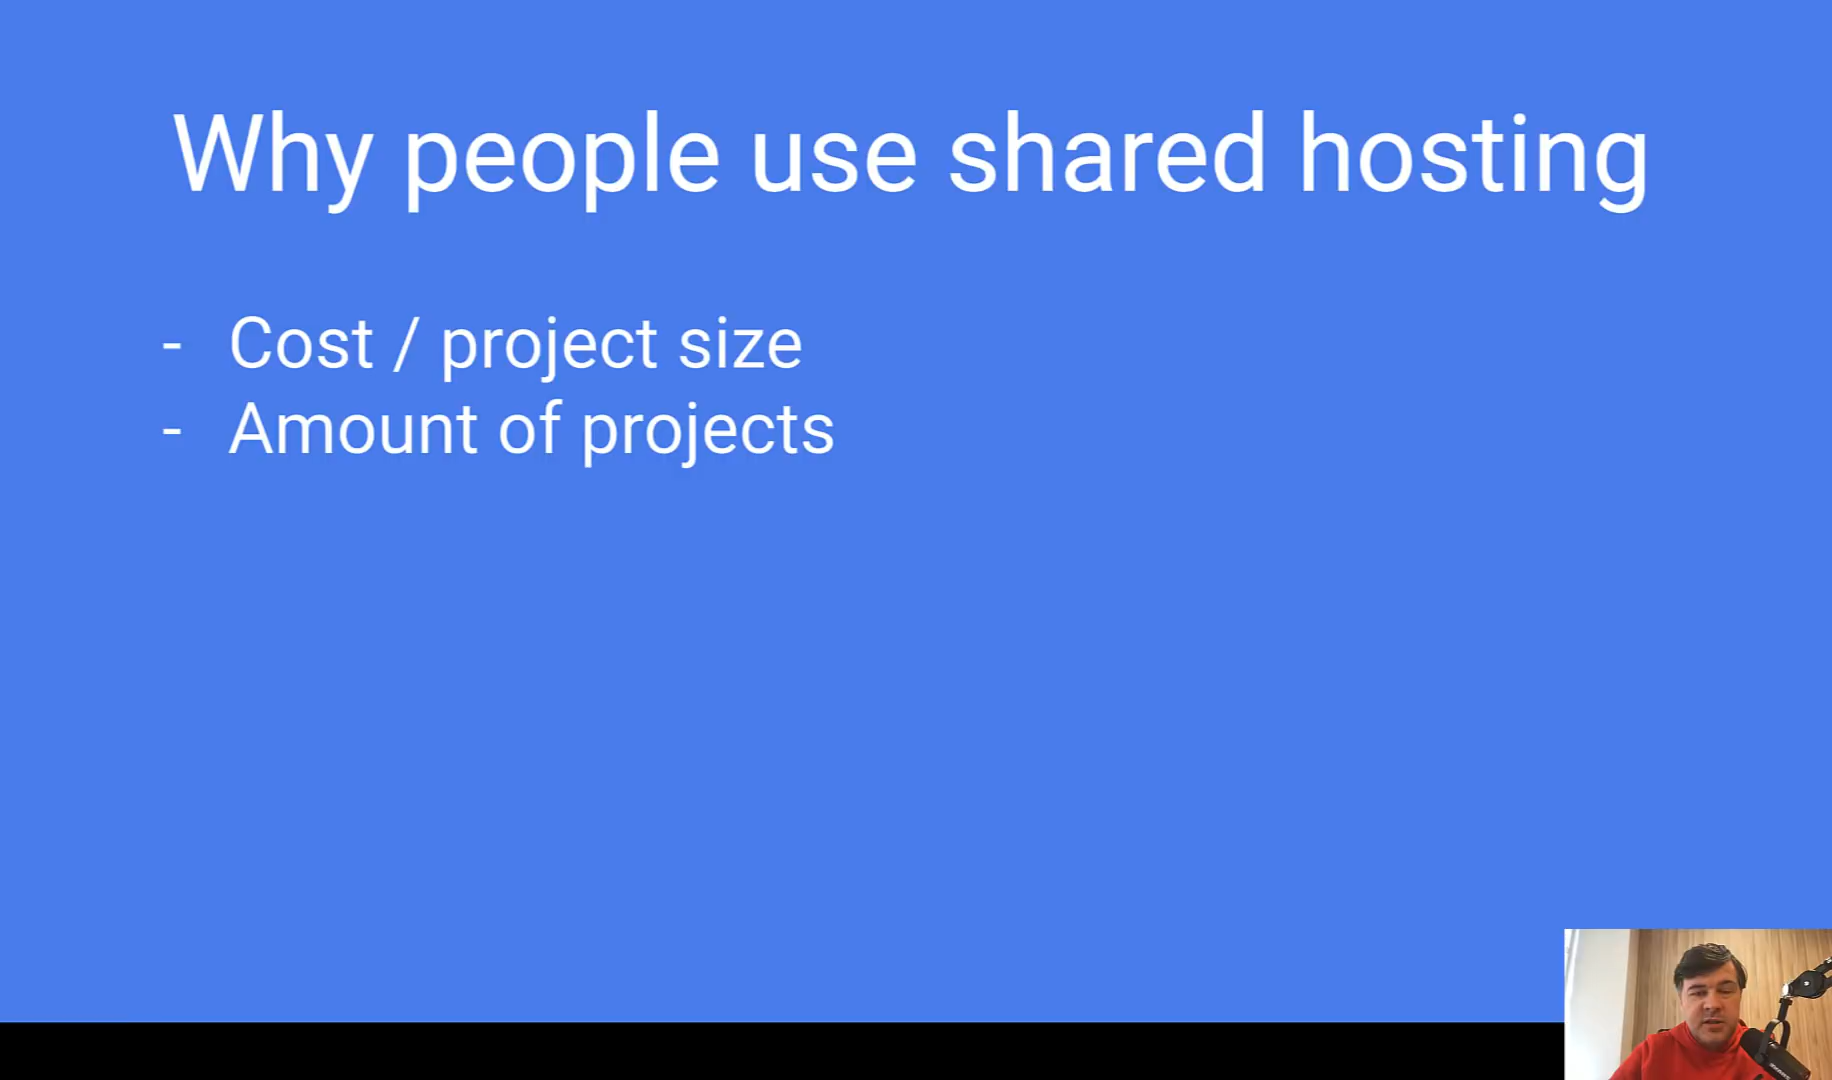 Why people use shared hosting
- Cost / project size
- Amount of projects